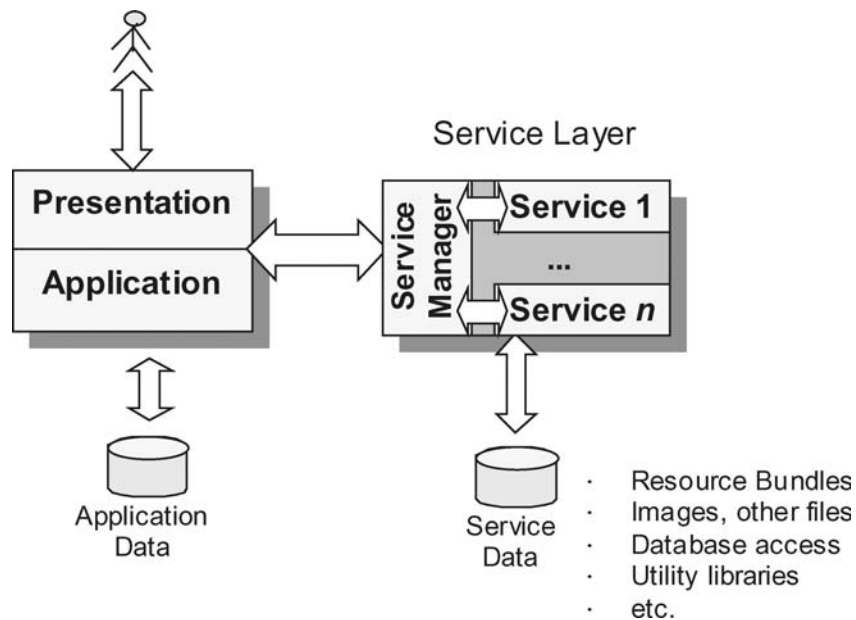 Service Layer
Presentation
Application
Service
Manager
Service 1
...
Service n
Application
Data
Service
Data
· Resource Bundles
· Images, other files
· Database access
· Utility libraries
· etc.